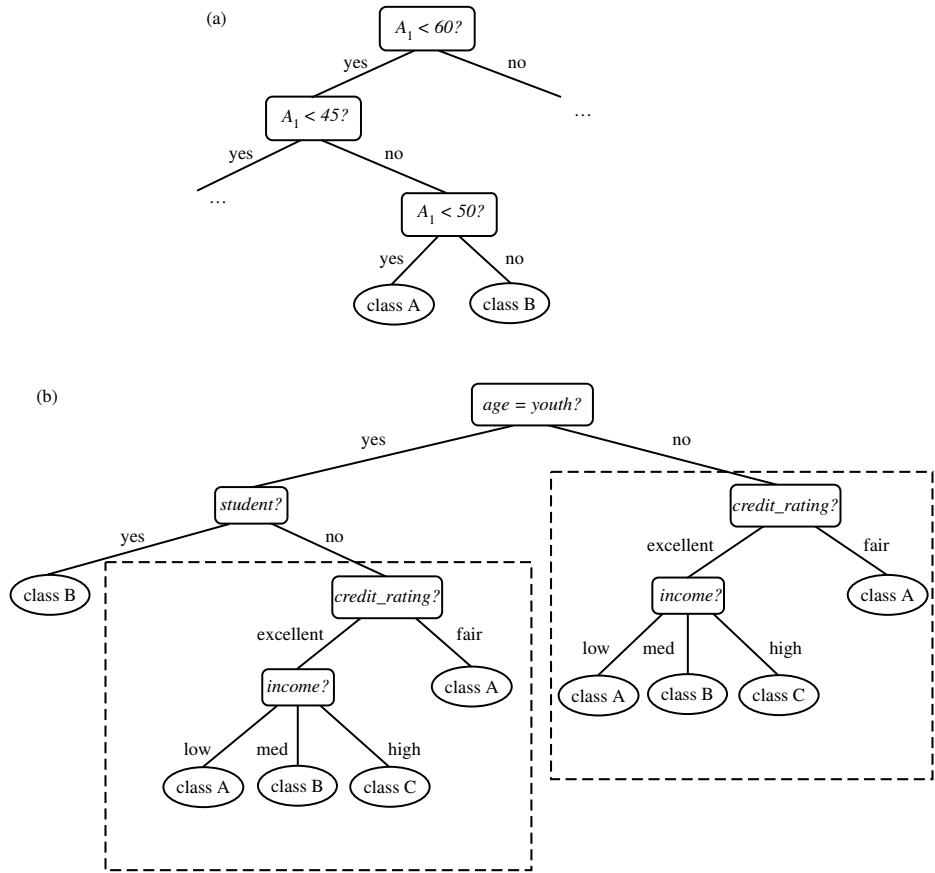 (a)
A1 < 60?
yes
no
A1 < 45?
...
yes
no
...
A1 < 50?
yes
no
class A
class B
(b)
age = youth?
yes
no
student?
credit_rating?
yes
no
excellent
fair
class B
credit_rating?
income?
class A
excellent
fair
low
med
high
income?
class A
class A
class B
class C
low
med
high
class A
class B
class C